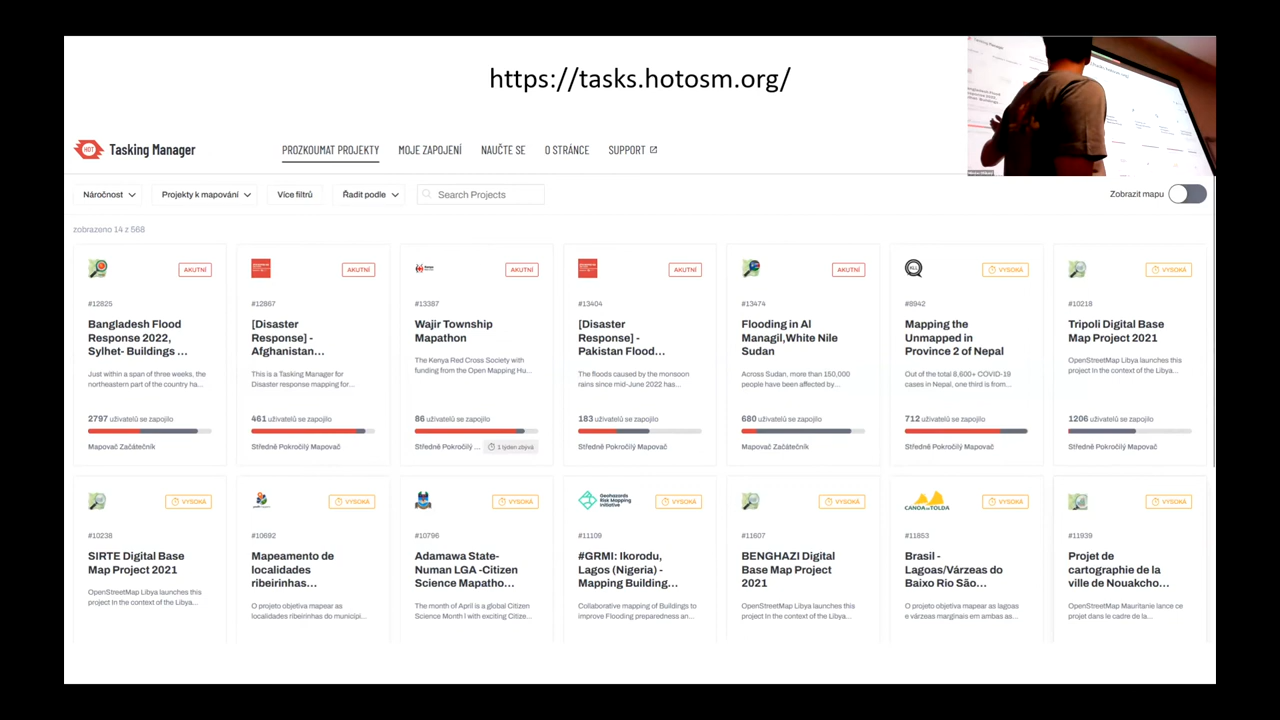 https://tasks.hotosm.org/
HOT Tasking Manager
PROZKOUMAT PROJEKTY MOJE ZAPOJENÍ NAUČTE SE O STRÁNCE SUPPORT
Náročnost Projekty k mapování Více filtrů Řadit podle Search Projects Zobrazit mapu
zobrazeno 14 z 568
AKUTNÍ
#12825
Bangladesh Flood
Response 2022,
Sylhet- Buildings ...
Just within a span of three weeks, the
northeastern part of the country ha...
2797 uživatelů se zapojilo
Mapovač Začátečník
AKUTNÍ
#12867
[Disaster
Response] -
Afghanistan...
This is a Tasking Manager for
Disaster response mapping for...
461 uživatelů se zapojilo
Středně Pokročilý Mapovač
AKUTNÍ
#13387
Wajir Township
Mapathon
The Kenya Red Cross Society with
funding from the Open Mapping Hu...
86 uživatelů se zapojilo
Středně Pokročilý ... 1 týden zbývá
AKUTNÍ
#13404
[Disaster
Response] -
Pakistan Flood...
The floods caused by the monsoon
rains since mid-June 2022 has...
183 uživatelů se zapojilo
Středně Pokročilý Mapovač
AKUTNÍ
#13474
Flooding in Al
Managil,White Nile
Sudan
Across Sudan, more than 150,000
people have been affected by...
680 uživatelů se zapojilo
Mapovač Začátečník
VYSOKÁ
#8942
Mapping the
Unmapped in
Province 2 of Nepal
Out of the total 8,600+ COVID-19
cases in Nepal, one third is from...
712 uživatelů se zapojilo
Středně Pokročilý Mapovač
VYSOKÁ
#10218
Tripoli Digital Base
Map Project 2021
OpenStreetMap Libya launches this
project In the context of the Libya...
1206 uživatelů se zapojilo
Středně Pokročilý Mapovač
VYSOKÁ
#10238
SIRTE Digital Base
Map Project 2021
OpenStreetMap Libya launches this
project In the context of the Libya...
VYSOKÁ
#10692
Mapeamento de
localidades
ribeirinhas...
O projeto objetiva mapear as
localidades ribeirinhas do municípi...
VYSOKÁ
#10796
Adamawa State-
Numan LGA -Citizen
Science Mapatho...
The month of April is a global Citizen
Science Month I with exciting Citize...
Geohazards
Risk Mapping
Initiative
VYSOKÁ
#11109
#GRMI: Ikorodu,
Lagos (Nigeria) -
Mapping Building...
Collaborative mapping of Buildings to
improve Flooding preparedness an...
VYSOKÁ
#11607
BENGHAZI Digital
Base Map Project
2021
OpenStreetMap Libya launches this
project In the context of the Libya...
CANOA DE TOLDA
VYSOKÁ
#11853
Brasil -
Lagoas/Várzeas do
Baixo Rio São...
O projeto objetiva mapear as lagoas
e várzeas marginais em ambas as...
VYSOKÁ
#11939
Projet de
cartographie de la
ville de Nouakcho...
OpenStreetMap Mauritanie lance ce
projet dans le cadre de la...